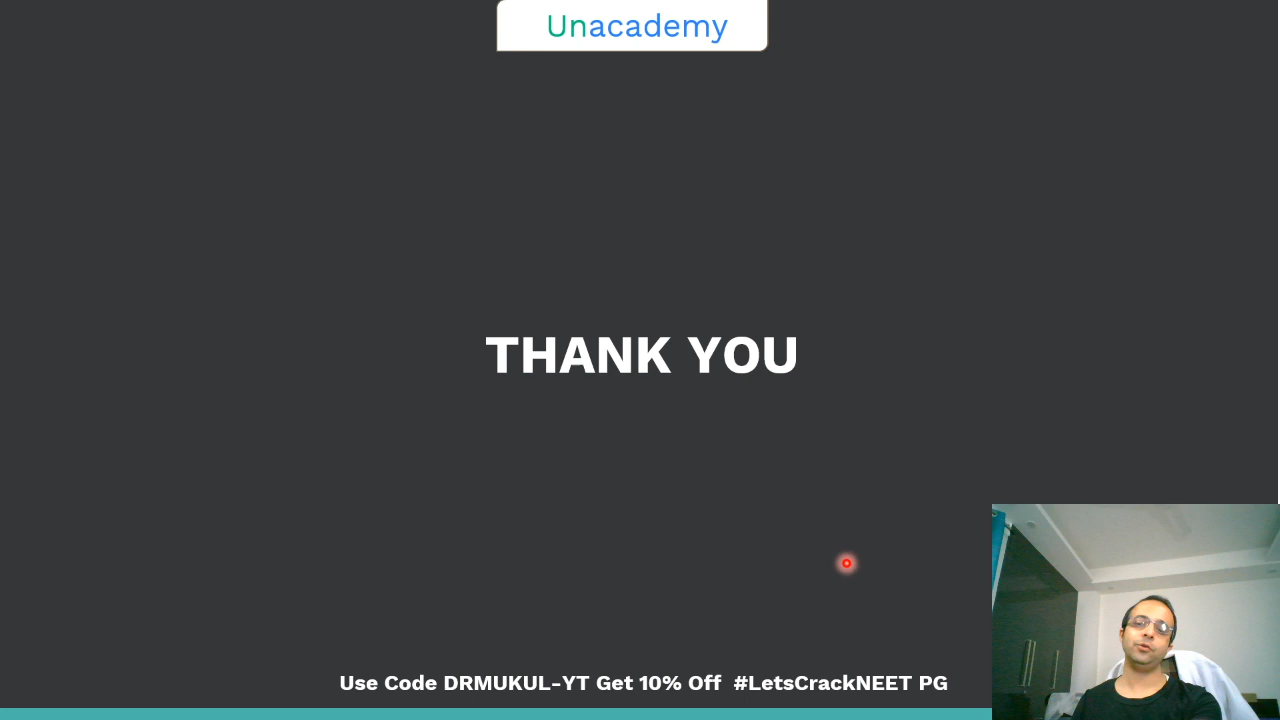 Unacademy
THANK YOU
Use Code DRMUKUL-YT Get 10% Off #LetsCrackNEET PG